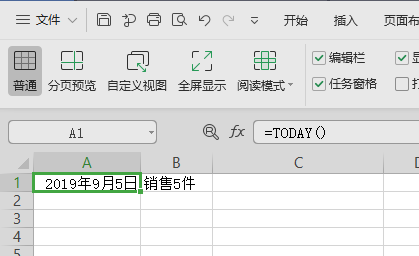 文件 开始 插入 页面布
编辑栏 显
普通 分页预览 自定义视图 全屏显示 阅读模式 任务窗格 打
A1 fx =TODAY()
A B C
1 2019年9月5日 销售5件
2
3
4